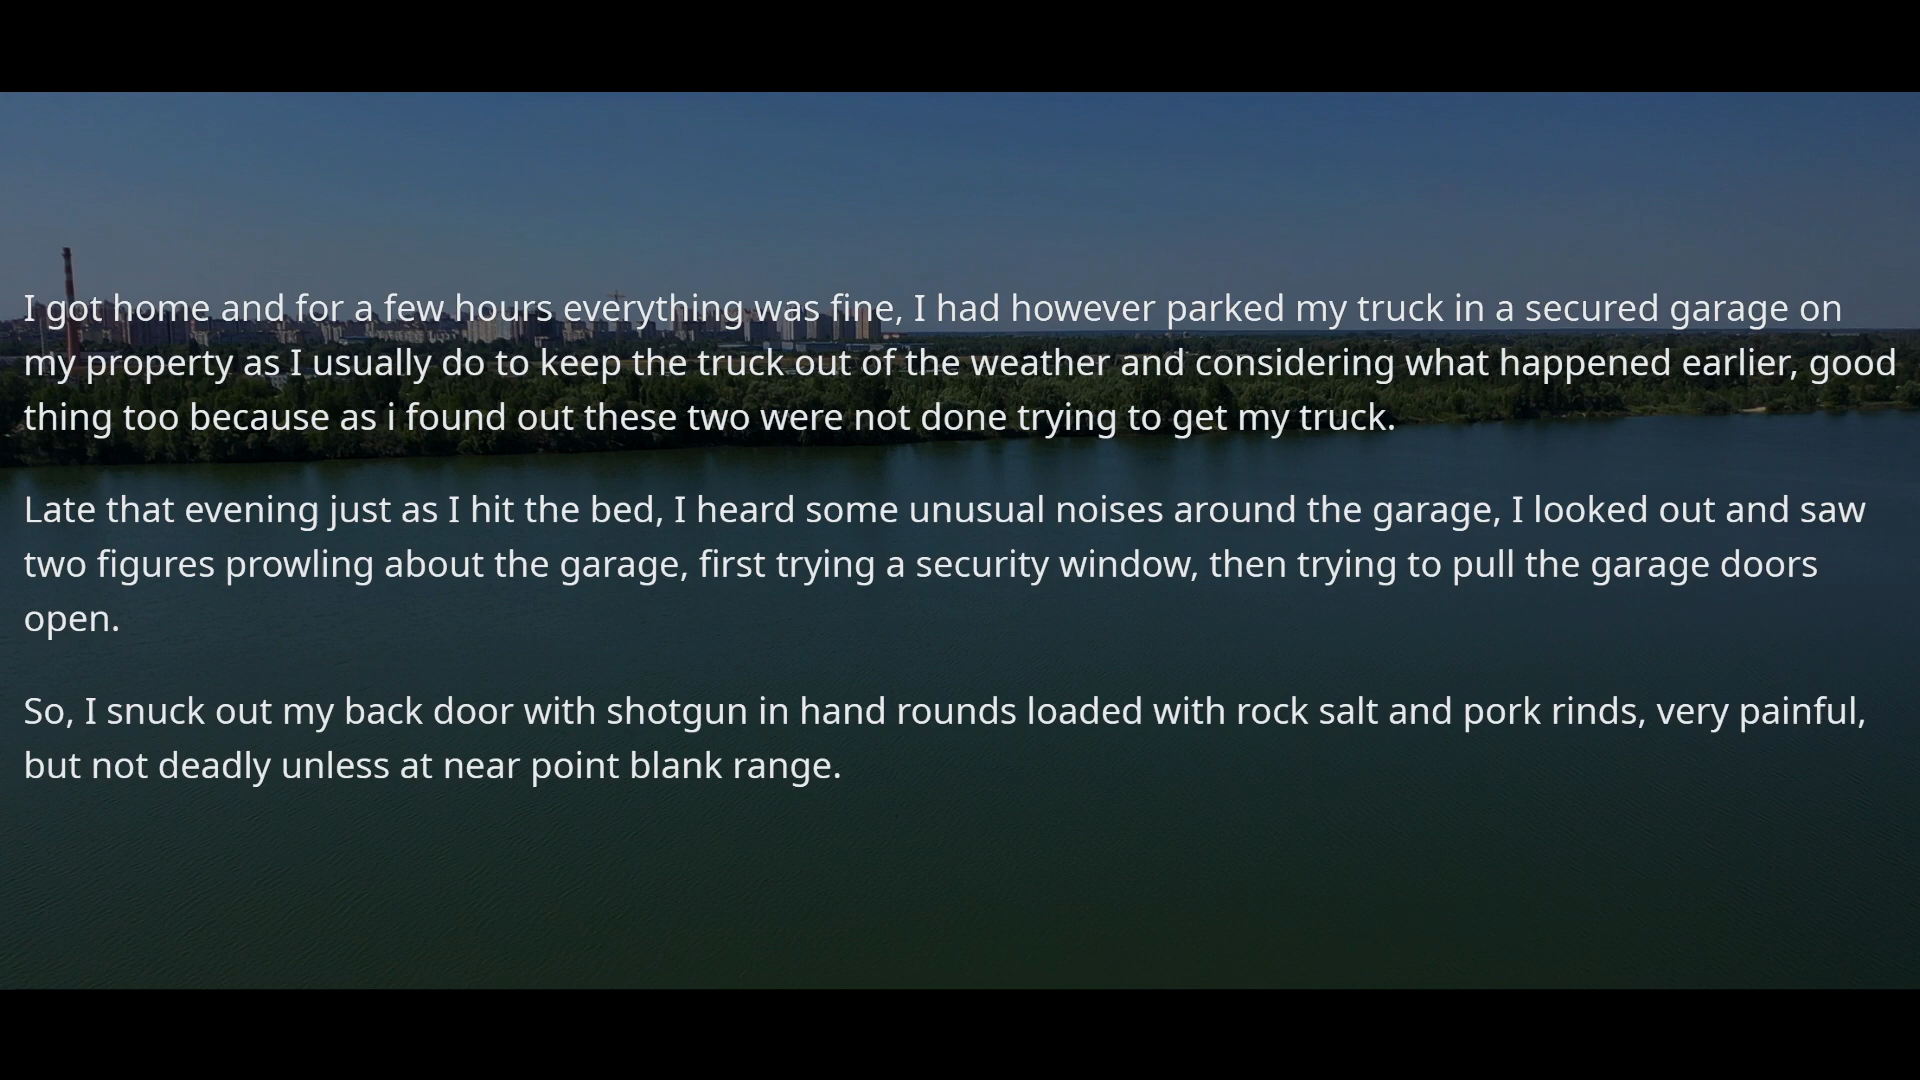 I got home and for a few hours everything was fine, I had however parked my truck in a secured garage on
my property as I usually do to keep the truck out of the weather and considering what happened earlier, good
thing too because as i found out these two were not done trying to get my truck.
Late that evening just as I hit the bed, I heard some unusual noises around the garage, I looked out and saw
two figures prowling about the garage, first trying a security window, then trying to pull the garage doors
open.
So, I snuck out my back door with shotgun in hand rounds loaded with rock salt and pork rinds, very painful,
but not deadly unless at near point blank range.